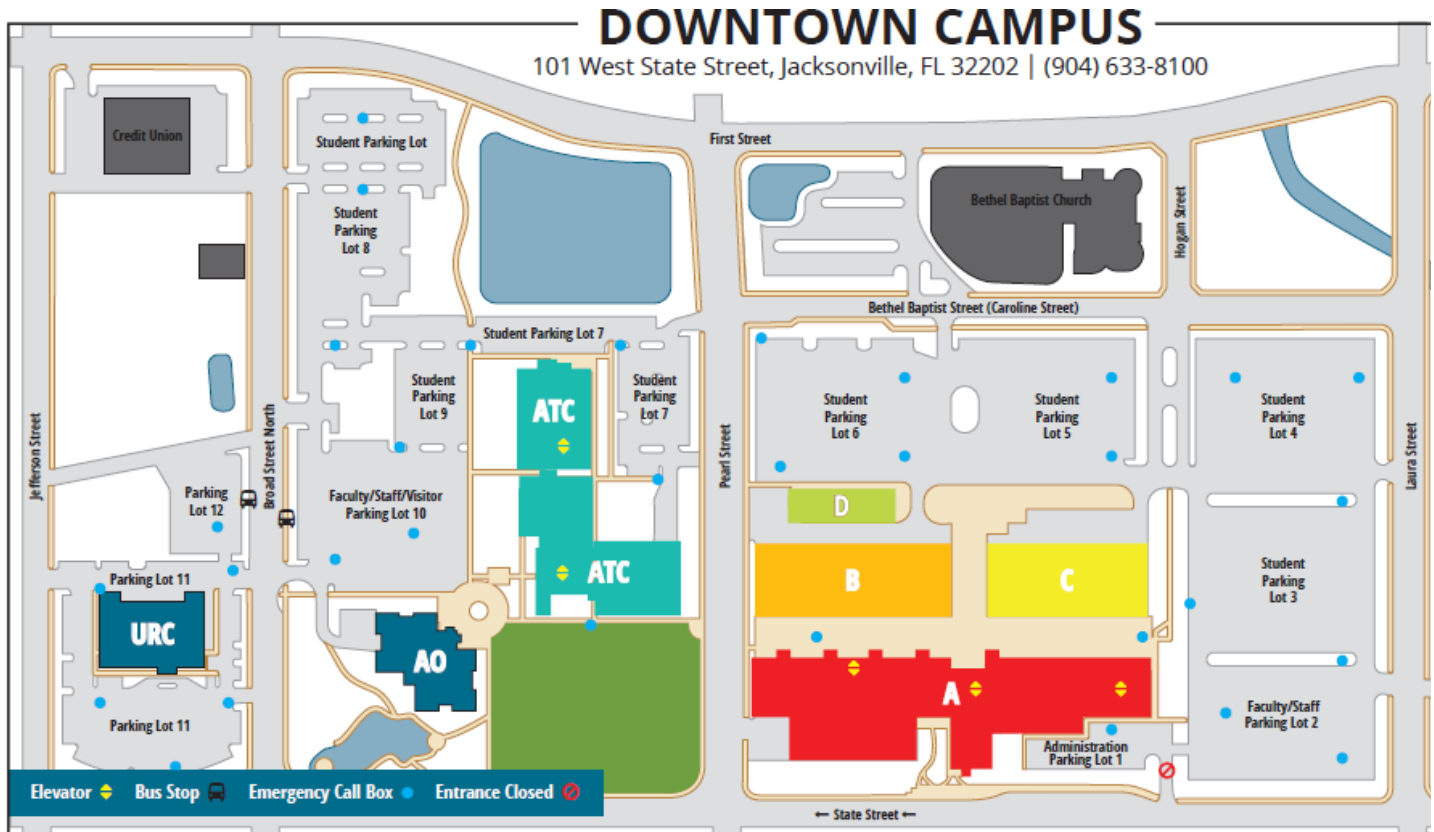 DOWNTOWN CAMPUS
101 West State Street, Jacksonville, FL 32202 | (904) 633-8100
Credit Union
Student Parking Lot
First Street
Student
Parking
Lot 8
Bethel Baptist Church
Hogan Street
Bethel Baptist Street (Caroline Street)
Student Parking Lot 7
Student
Parking
Lot 9
ATC
Student
Parking
Lot 7
Student
Parking
Lot 6
Student
Parking
Lot 5
Student
Parking
Lot 4
Jefferson Street
Broad Street North
Pearl Street
Laura Street
Parking
Lot 12
Faculty/Staff/Visitor
Parking Lot 10
D
ATC
B
C
Student
Parking
Lot 3
Parking Lot 11
URC
AO
A
Faculty/Staff
Parking Lot 2
Parking Lot 11
Administration
Parking Lot 1
Elevator
Bus Stop
Emergency Call Box
Entrance Closed
← State Street ←